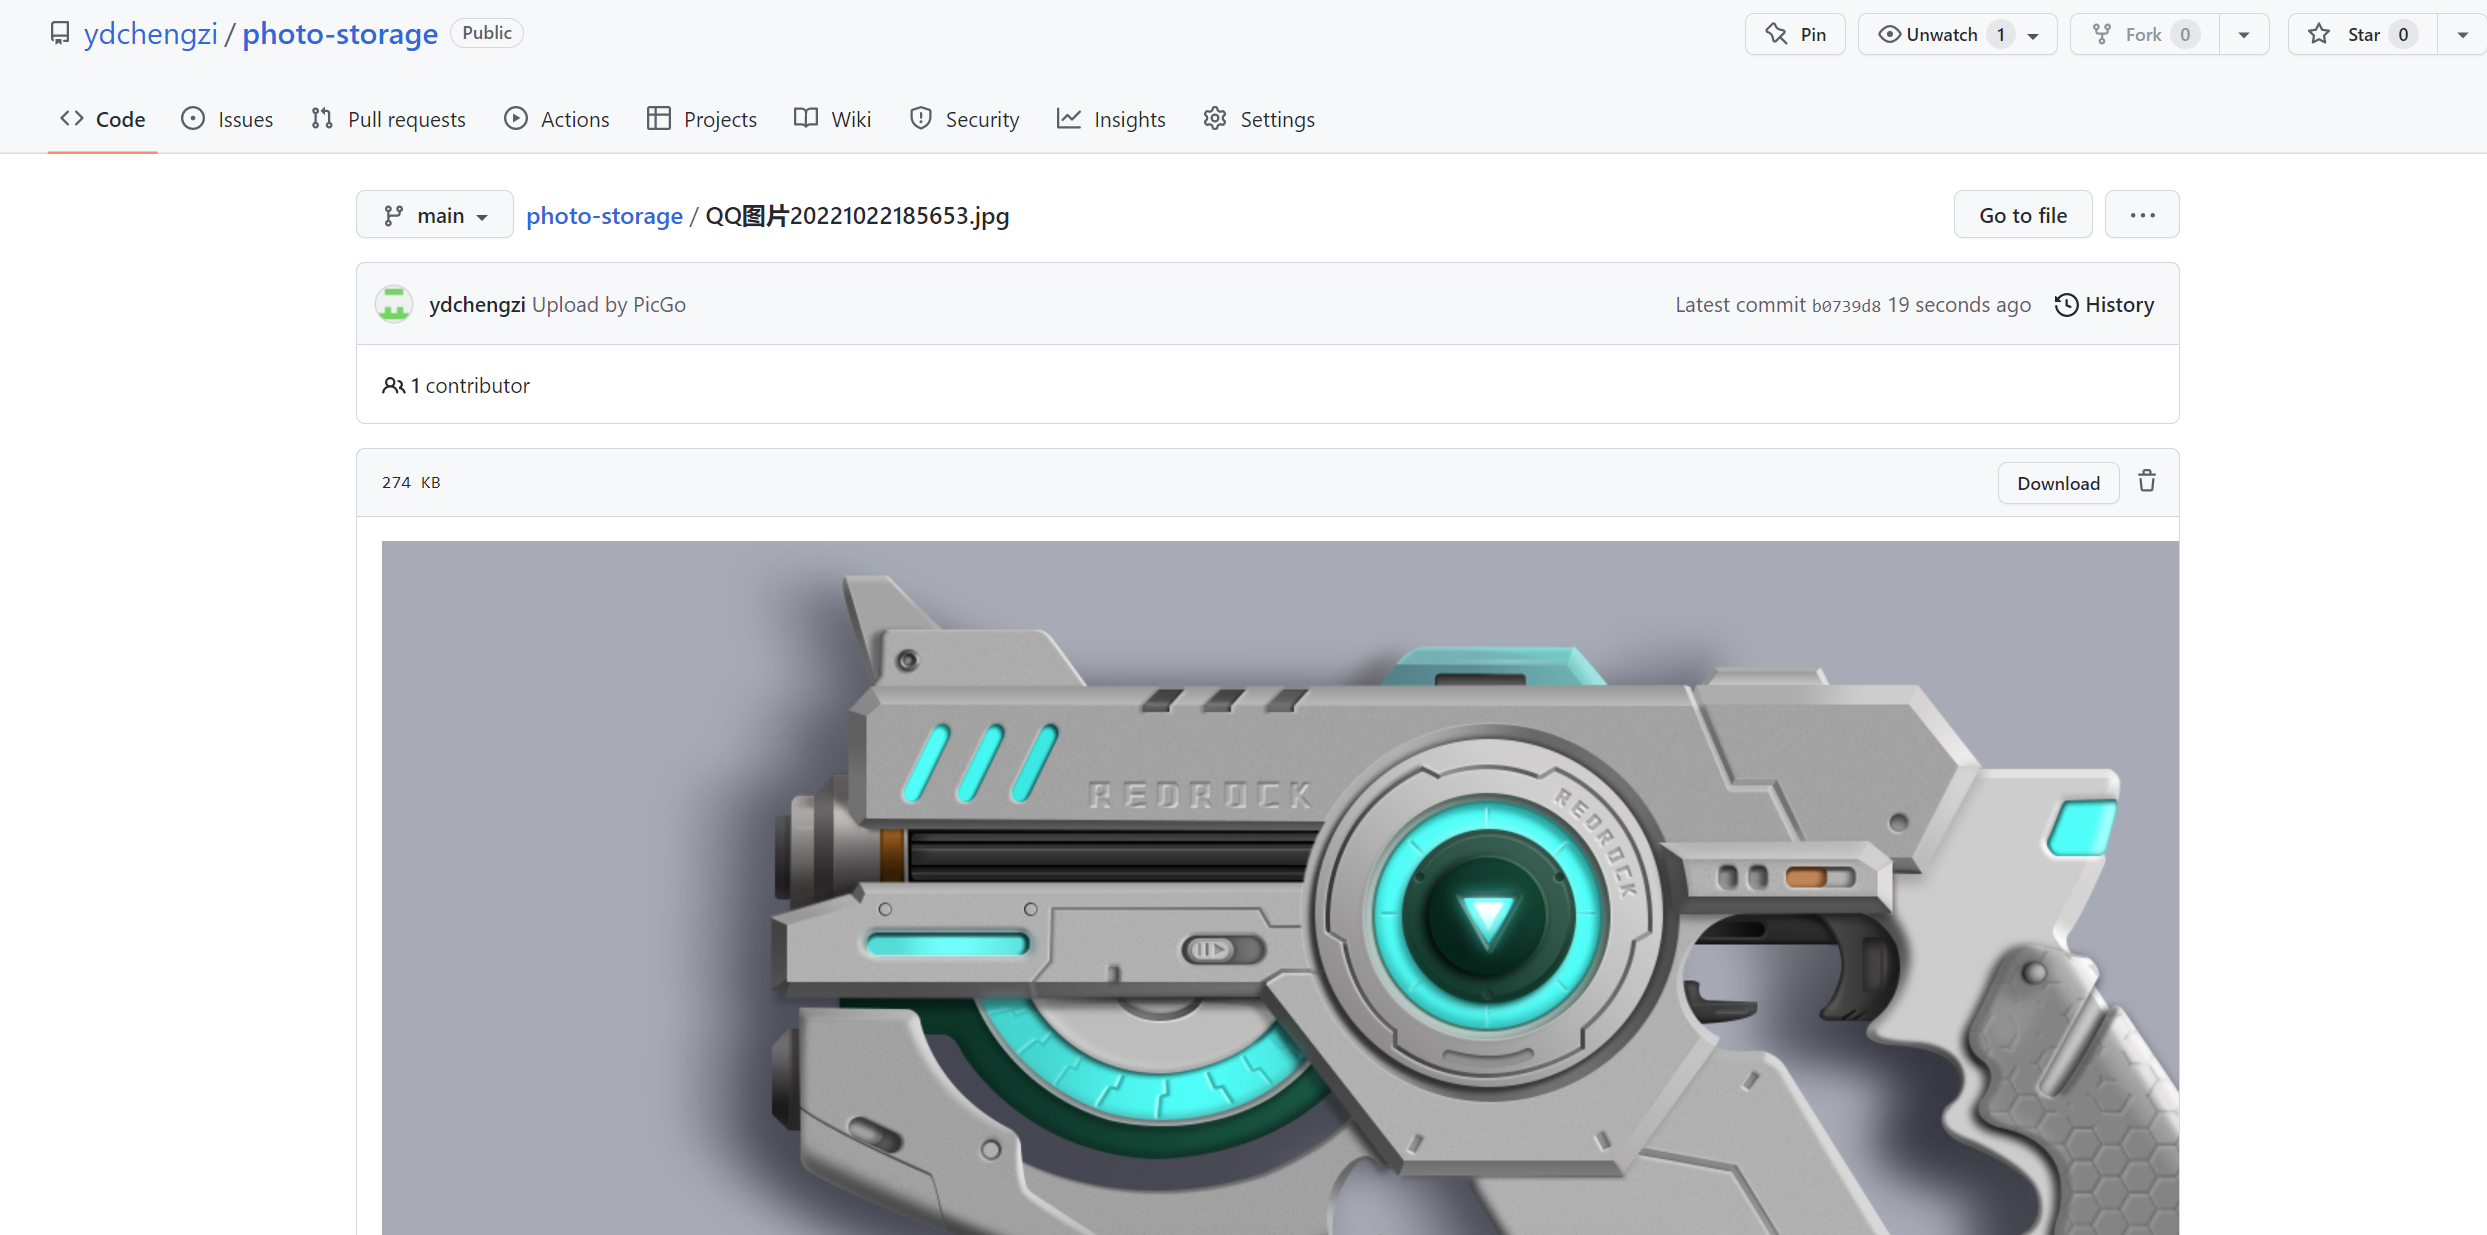 ydchengzi / photo-storage Public
Pin
Unwatch 1
Fork 0
Star 0
Code
Issues
Pull requests
Actions
Projects
Wiki
Security
Insights
Settings
main
photo-storage / QQ图片20221022185653.jpg
Go to file
ydchengzi Upload by PicGo
Latest commit b0739d8 19 seconds ago
History
1 contributor
274 KB
Download
REDROCK
REDROCK